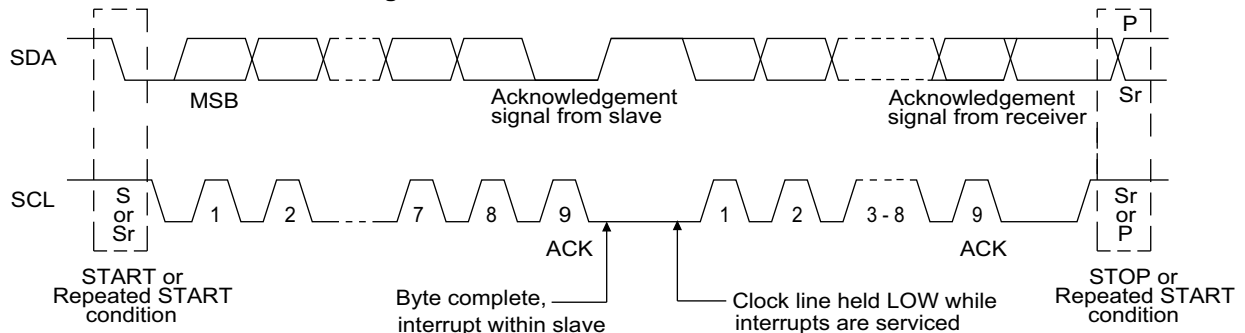 SDA
MSB
Acknowledgement
signal from slave
Acknowledgement
signal from receiver
P
Sr
SCL
S
or
Sr
1
2
7
8
9
ACK
1
2
3 - 8
9
ACK
Sr
or
P
START or
Repeated START
condition
Byte complete,
interrupt within slave
Clock line held LOW while
interrupts are serviced
STOP or
Repeated START
condition